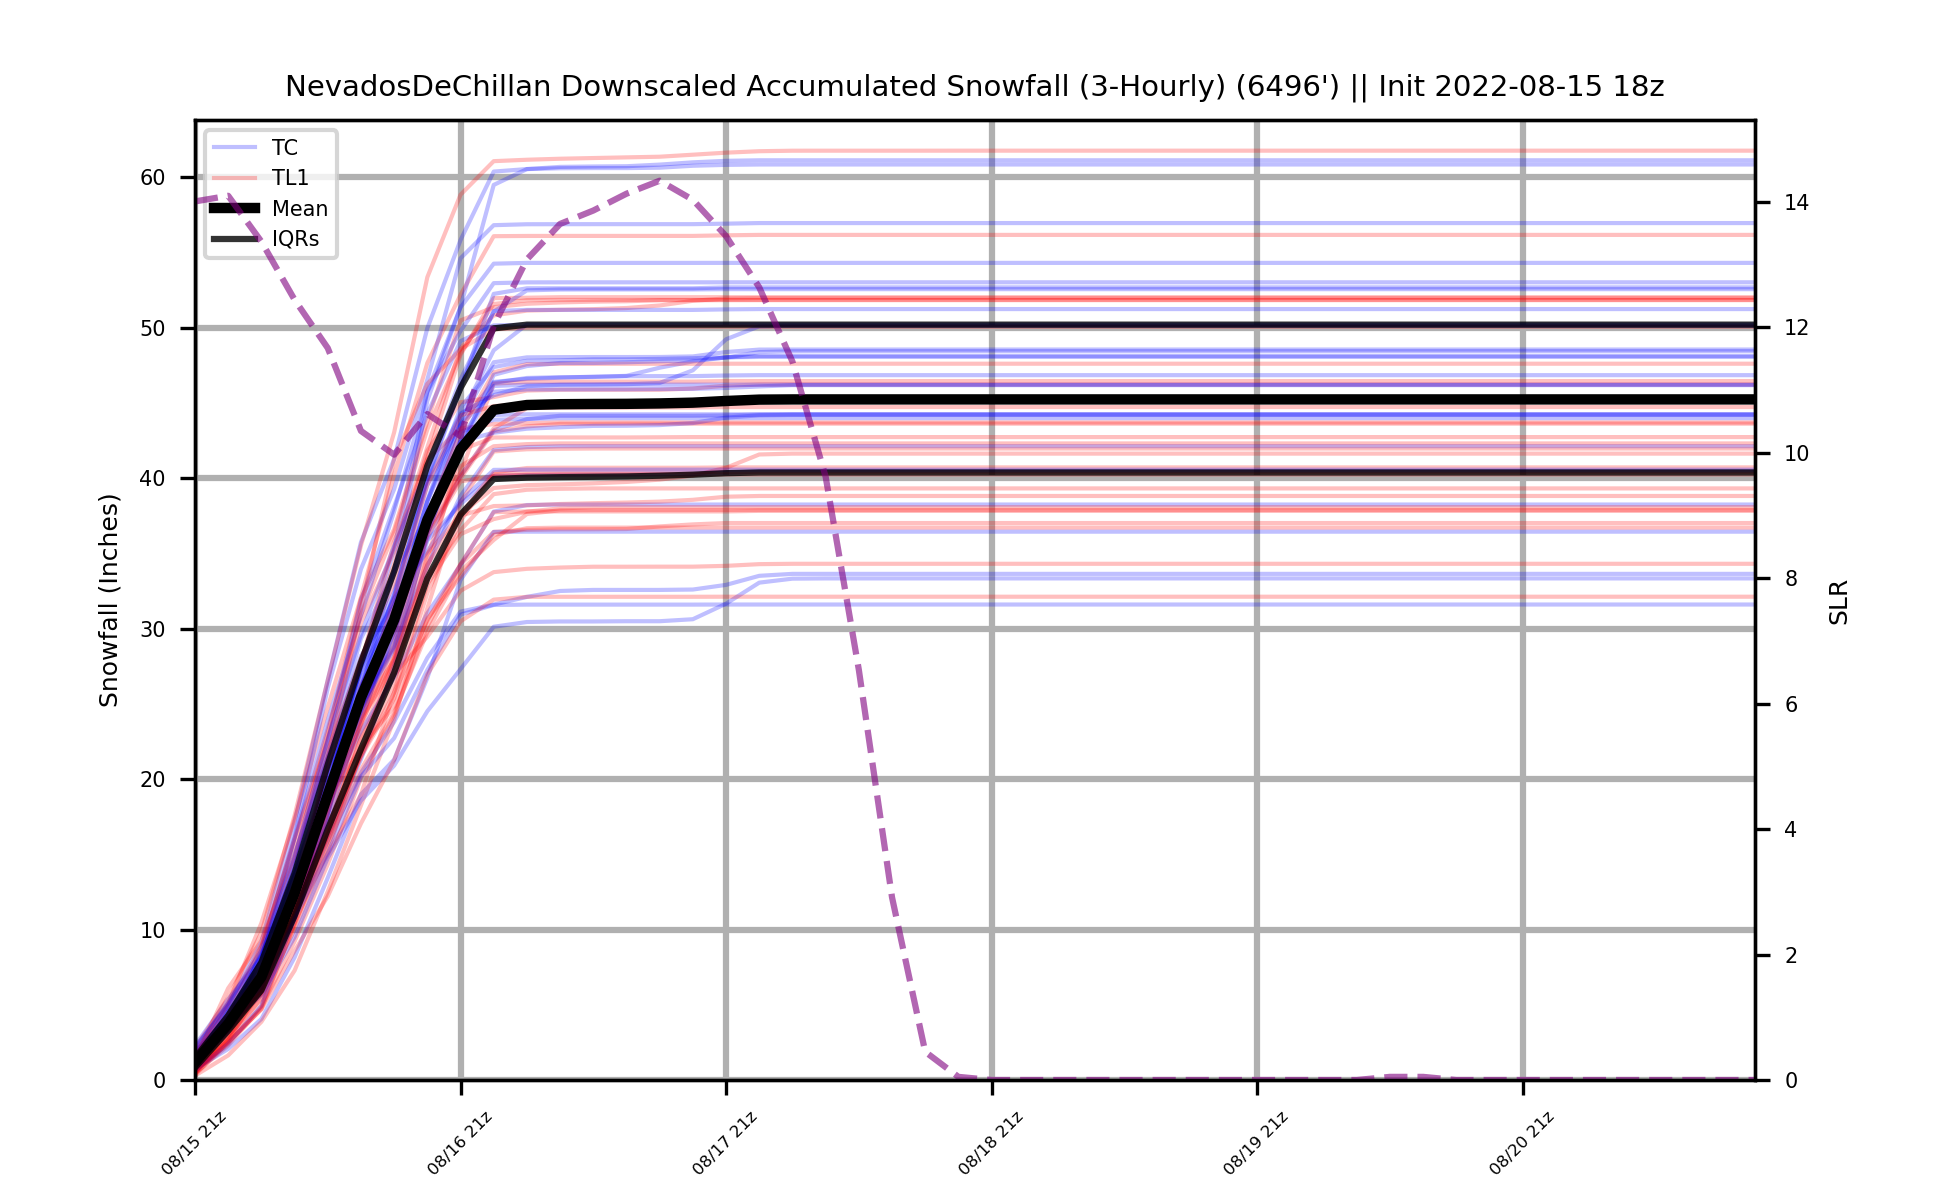 NevadosDeChillan Downscaled Accumulated Snowfall (3-Hourly) (6496') || Init 2022-08-15 18z
TC
TL1
Mean
IQRs
60
50
40
30
20
10
0
Snowfall (Inches)
14
12
10
8
6
4
2
0
SLR
08/15 21z
08/16 21z
08/17 21z
08/18 21z
08/19 21z
08/20 21z